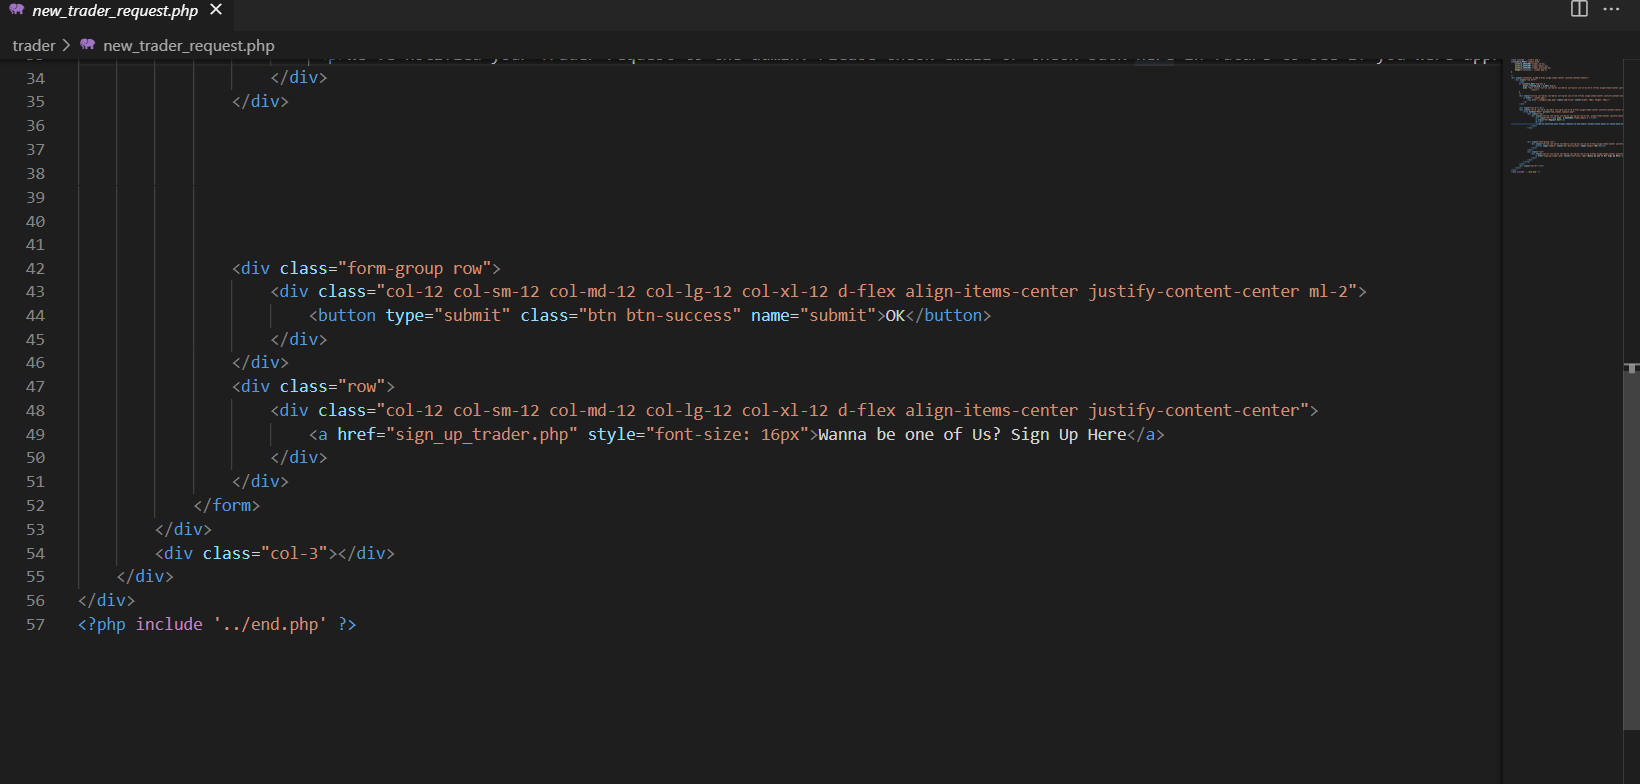 new_trader_request.php
trader > new_trader_request.php
34 </div>
35 </div>
36
37
38
39
40
41
42 <div class="form-group row">
43 <div class="col-12 col-sm-12 col-md-12 col-lg-12 col-xl-12 d-flex align-items-center justify-content-center ml-2">
44 <button type="submit" class="btn btn-success" name="submit">OK</button>
45 </div>
46 </div>
47 <div class="row">
48 <div class="col-12 col-sm-12 col-md-12 col-lg-12 col-xl-12 d-flex align-items-center justify-content-center">
49 <a href="sign_up_trader.php" style="font-size: 16px">Wanna be one of Us? Sign Up Here</a>
50 </div>
51 </div>
52 </form>
53 </div>
54 <div class="col-3"></div>
55 </div>
56 </div>
57 <?php include '../end.php' ?>